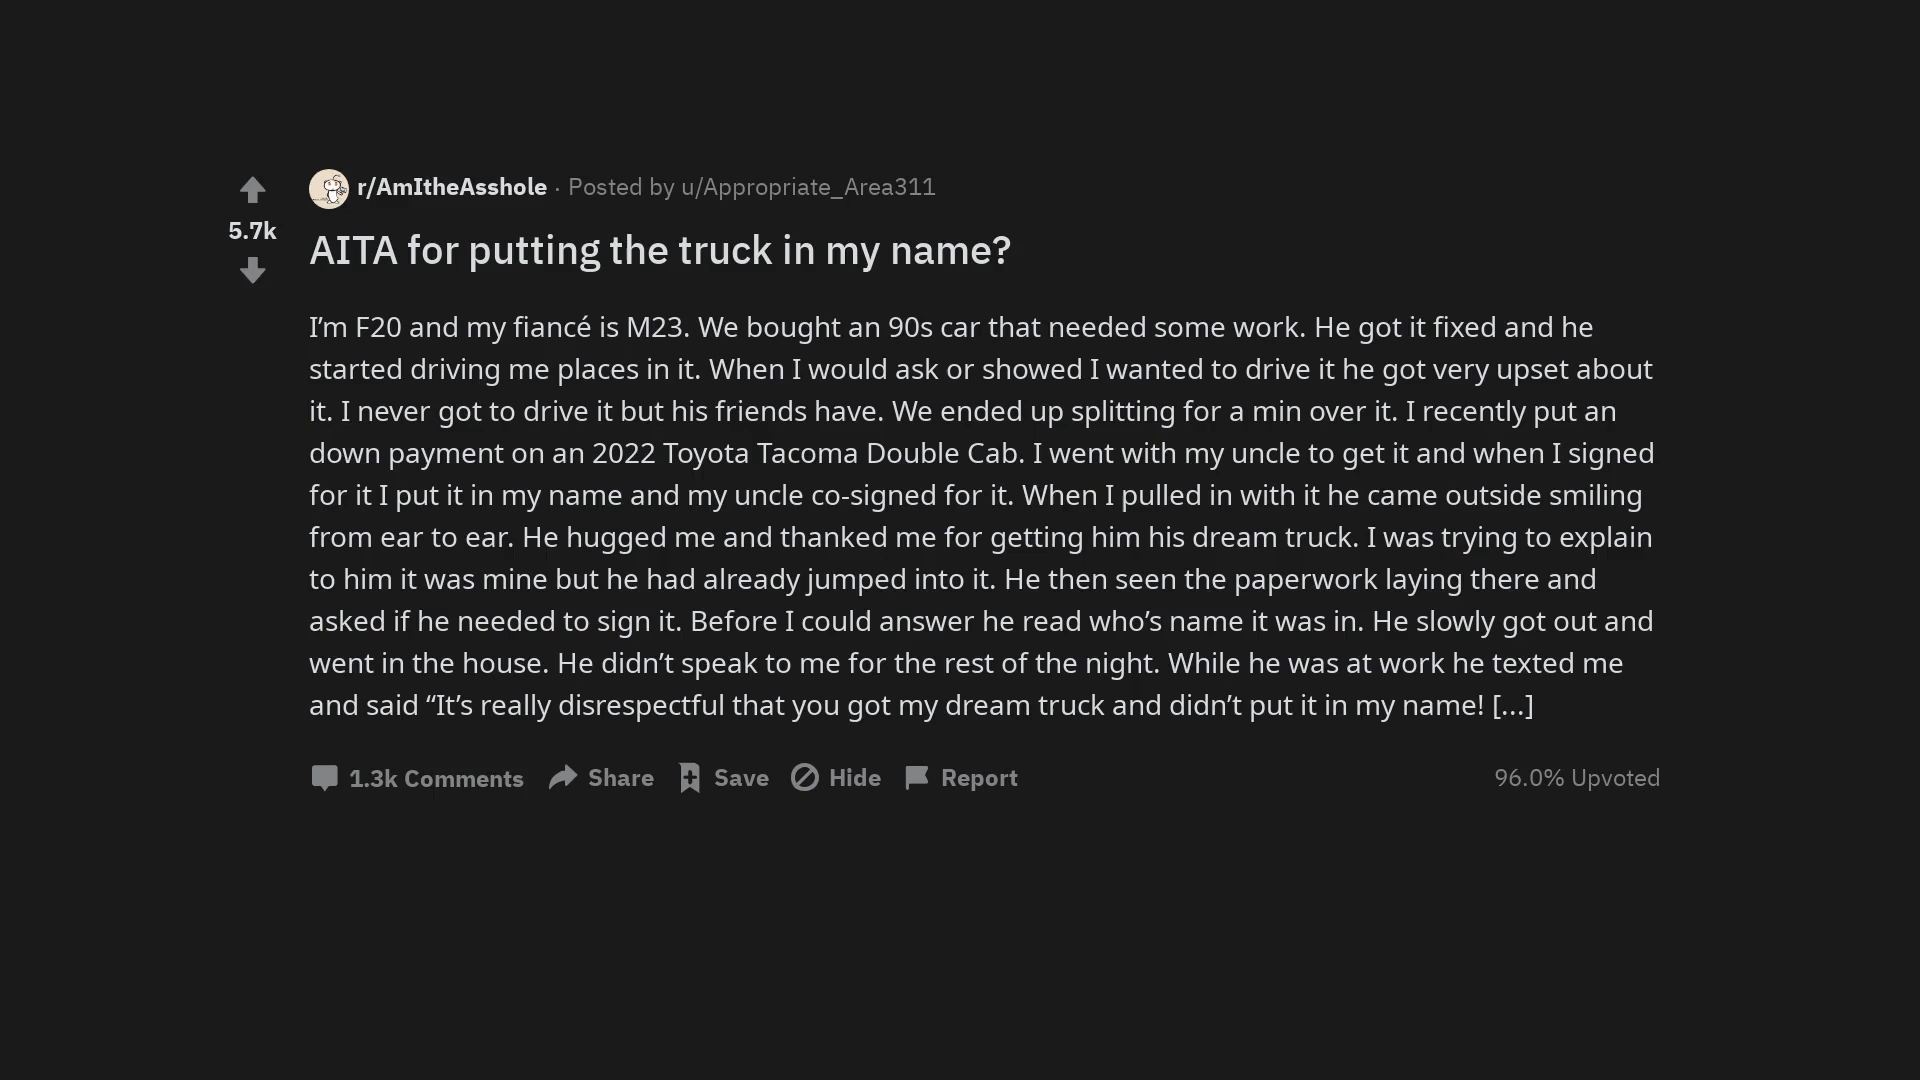 r/AmItheAsshole · Posted by u/Appropriate_Area311
5.7k
AITA for putting the truck in my name?
I’m F20 and my fiancé is M23. We bought an 90s car that needed some work. He got it fixed and he
started driving me places in it. When I would ask or showed I wanted to drive it he got very upset about
it. I never got to drive it but his friends have. We ended up splitting for a min over it. I recently put an
down payment on an 2022 Toyota Tacoma Double Cab. I went with my uncle to get it and when I signed
for it I put it in my name and my uncle co-signed for it. When I pulled in with it he came outside smiling
from ear to ear. He hugged me and thanked me for getting him his dream truck. I was trying to explain
to him it was mine but he had already jumped into it. He then seen the paperwork laying there and
asked if he needed to sign it. Before I could answer he read who’s name it was in. He slowly got out and
went in the house. He didn’t speak to me for the rest of the night. While he was at work he texted me
and said “It’s really disrespectful that you got my dream truck and didn’t put it in my name! [...]
1.3k Comments Share Save Hide Report 96.0% Upvoted